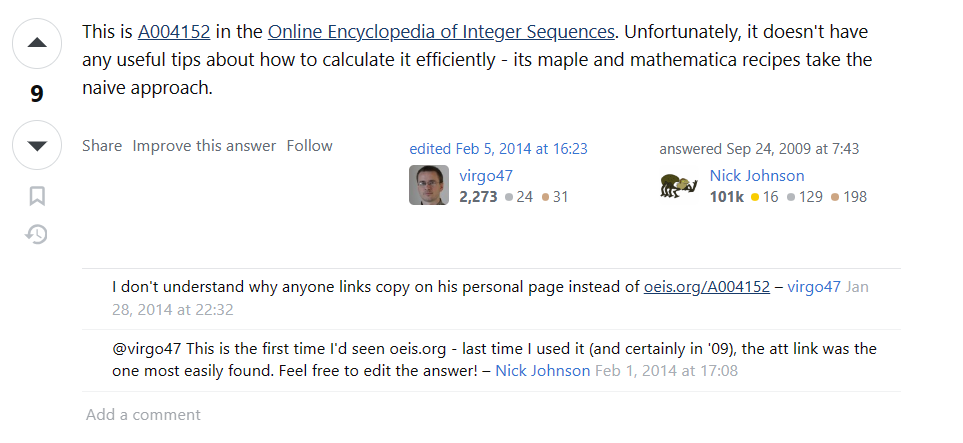 This is A004152 in the Online Encyclopedia of Integer Sequences. Unfortunately, it doesn't have
any useful tips about how to calculate it efficiently - its maple and mathematica recipes take the
naive approach.
9
Share Improve this answer Follow
edited Feb 5, 2014 at 16:23
virgo47
2,273 24 31
answered Sep 24, 2009 at 7:43
Nick Johnson
101k 16 129 198
I don't understand why anyone links copy on his personal page instead of oeis.org/A004152 – virgo47 Jan
28, 2014 at 22:32
@virgo47 This is the first time I'd seen oeis.org - last time I used it (and certainly in '09), the att link was the
one most easily found. Feel free to edit the answer! – Nick Johnson Feb 1, 2014 at 17:08
Add a comment